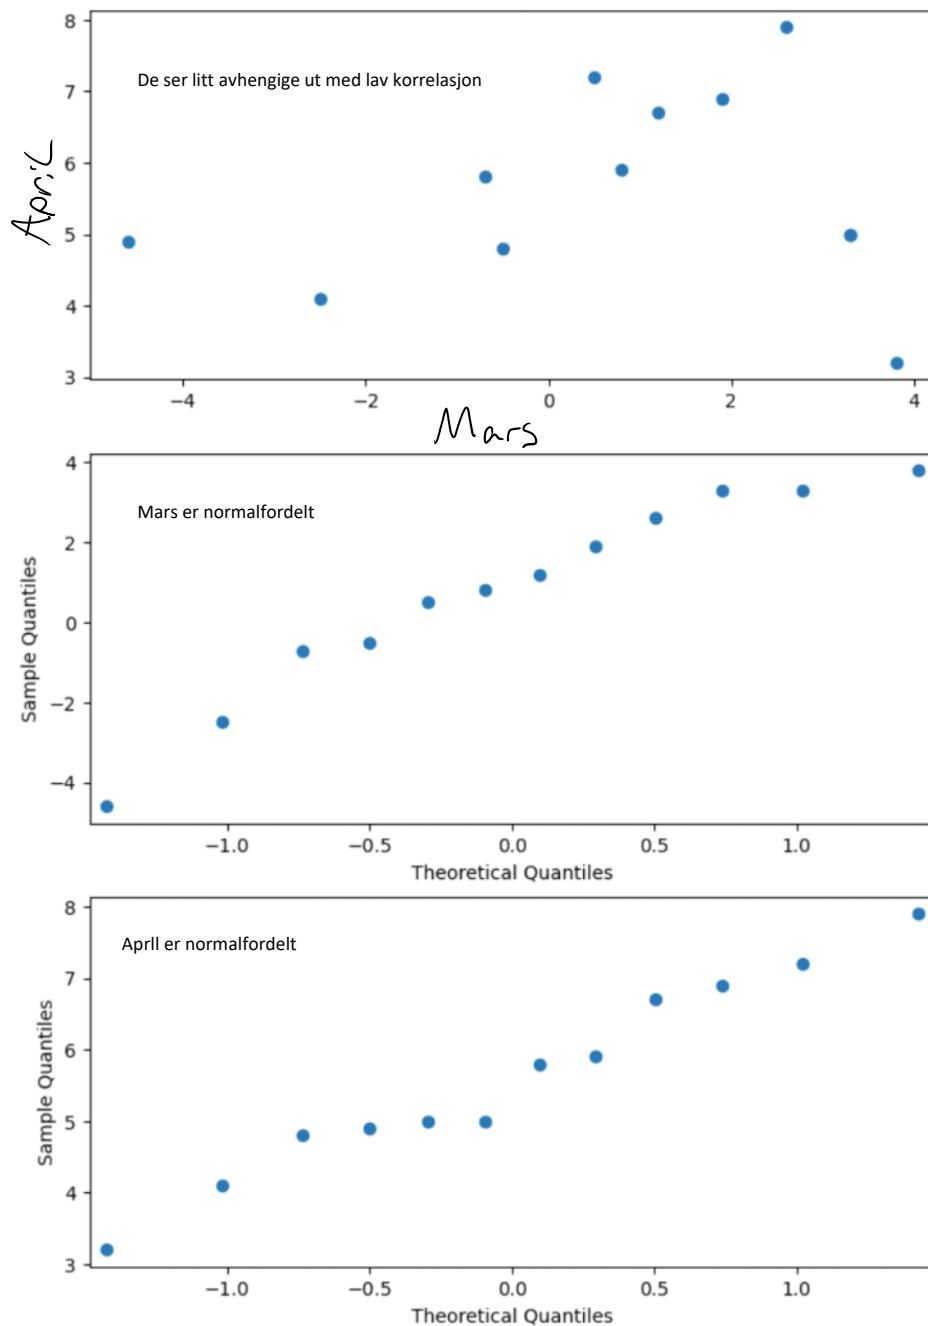 8
De ser litt avhengige ut med lav korrelasjon
7
6
April
5
4
3
−4 −2 0 2 4
Mars
4
Mars er normalfordelt
2
0
Sample Quantiles
−2
−4
−1.0 −0.5 0.0 0.5 1.0
Theoretical Quantiles
8
Aprll er normalfordelt
7
6
Sample Quantiles
5
4
3
−1.0 −0.5 0.0 0.5 1.0
Theoretical Quantiles